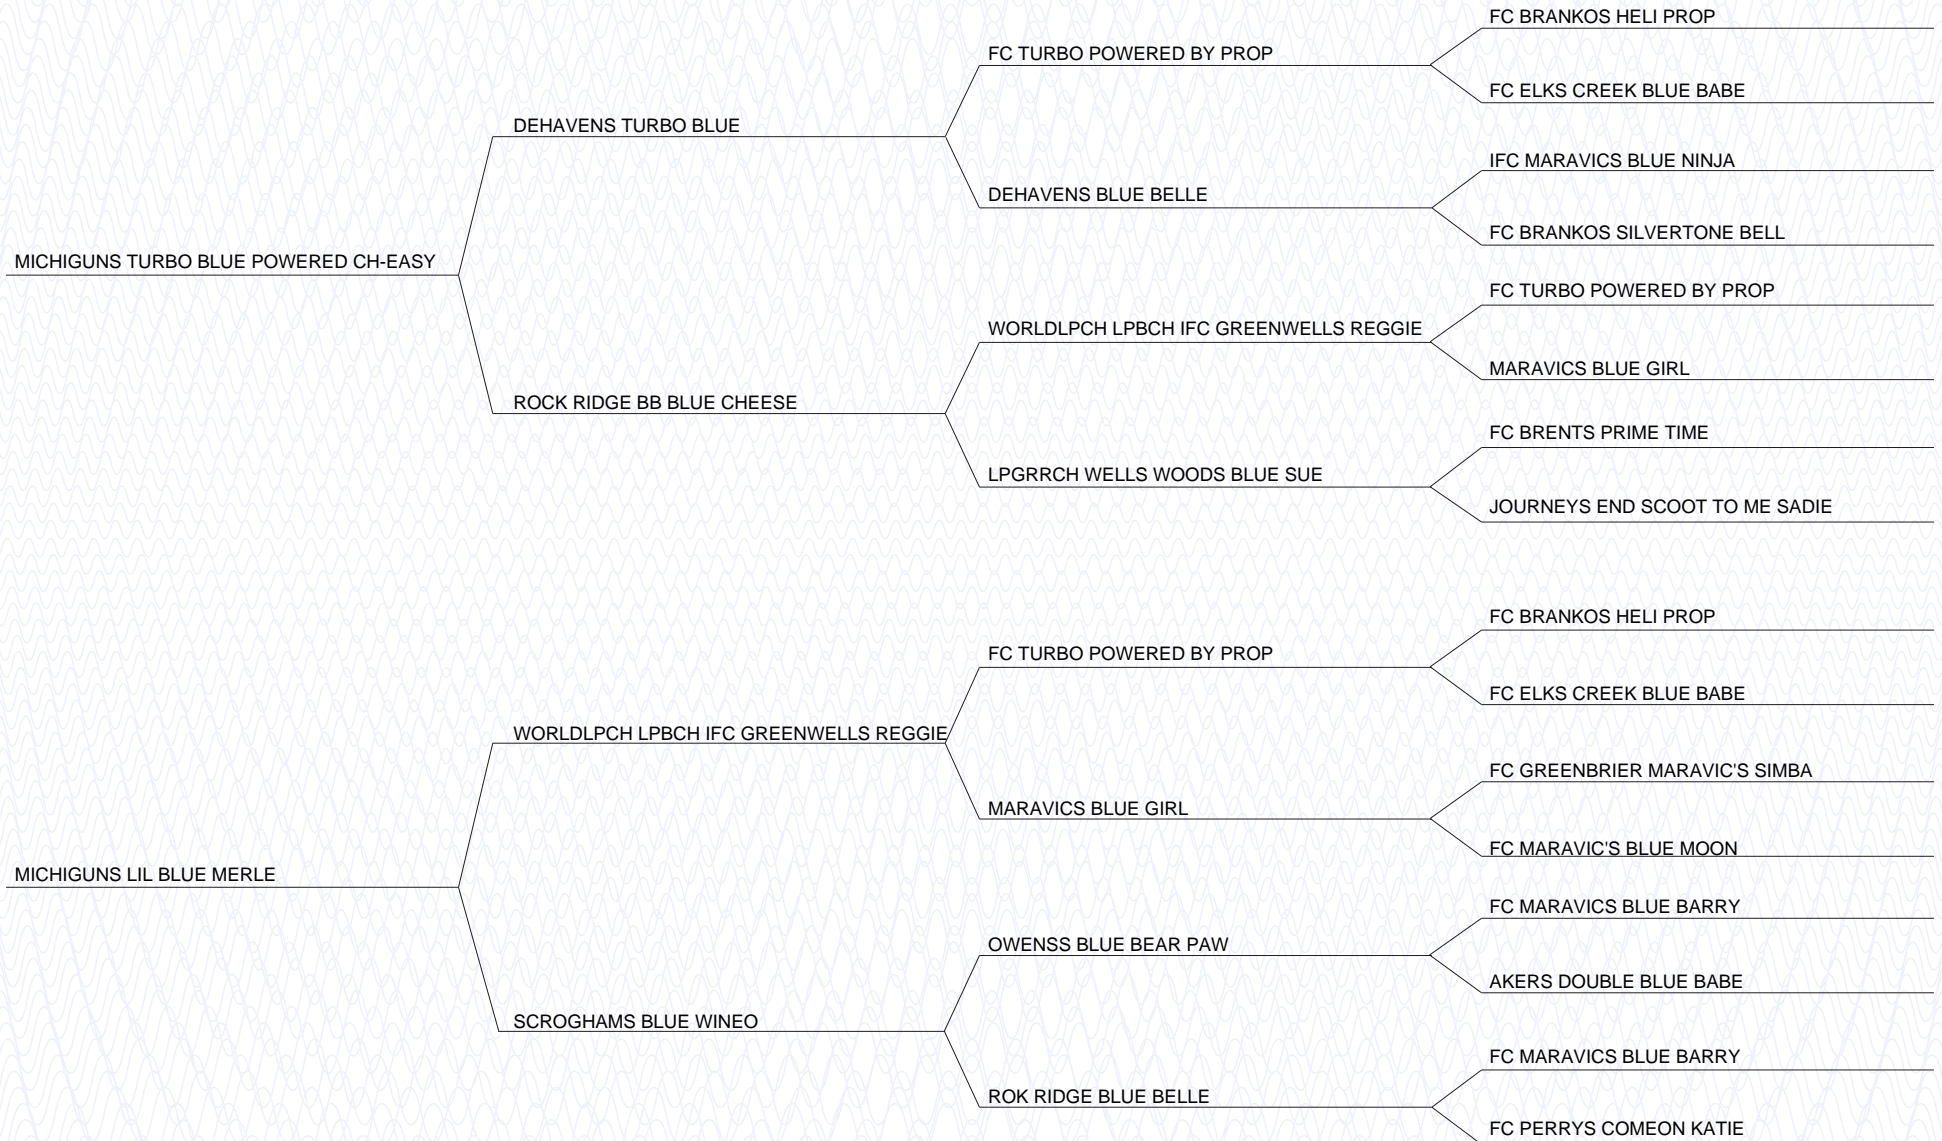 FC BRANKOS HELI PROP
FC TURBO POWERED BY PROP
FC ELKS CREEK BLUE BABE
DEHAVENS TURBO BLUE
IFC MARAVICS BLUE NINJA
DEHAVENS BLUE BELLE
FC BRANKOS SILVERTONE BELL
MICHIGUNS TURBO BLUE POWERED CH-EASY
FC TURBO POWERED BY PROP
WORLDLPCH LPBCH IFC GREENWELLS REGGIE
MARAVICS BLUE GIRL
ROCK RIDGE BB BLUE CHEESE
FC BRENTS PRIME TIME
LPGRRCH WELLS WOODS BLUE SUE
JOURNEYS END SCOOT TO ME SADIE
FC BRANKOS HELI PROP
FC TURBO POWERED BY PROP
FC ELKS CREEK BLUE BABE
WORLDLPCH LPBCH IFC GREENWELLS REGGIE
FC GREENBRIER MARAVIC'S SIMBA
MARAVICS BLUE GIRL
FC MARAVIC'S BLUE MOON
MICHIGUNS LIL BLUE MERLE
FC MARAVICS BLUE BARRY
OWENSS BLUE BEAR PAW
AKERS DOUBLE BLUE BABE
SCROGHAMS BLUE WINEO
FC MARAVICS BLUE BARRY
ROK RIDGE BLUE BELLE
FC PERRYS COMEON KATIE